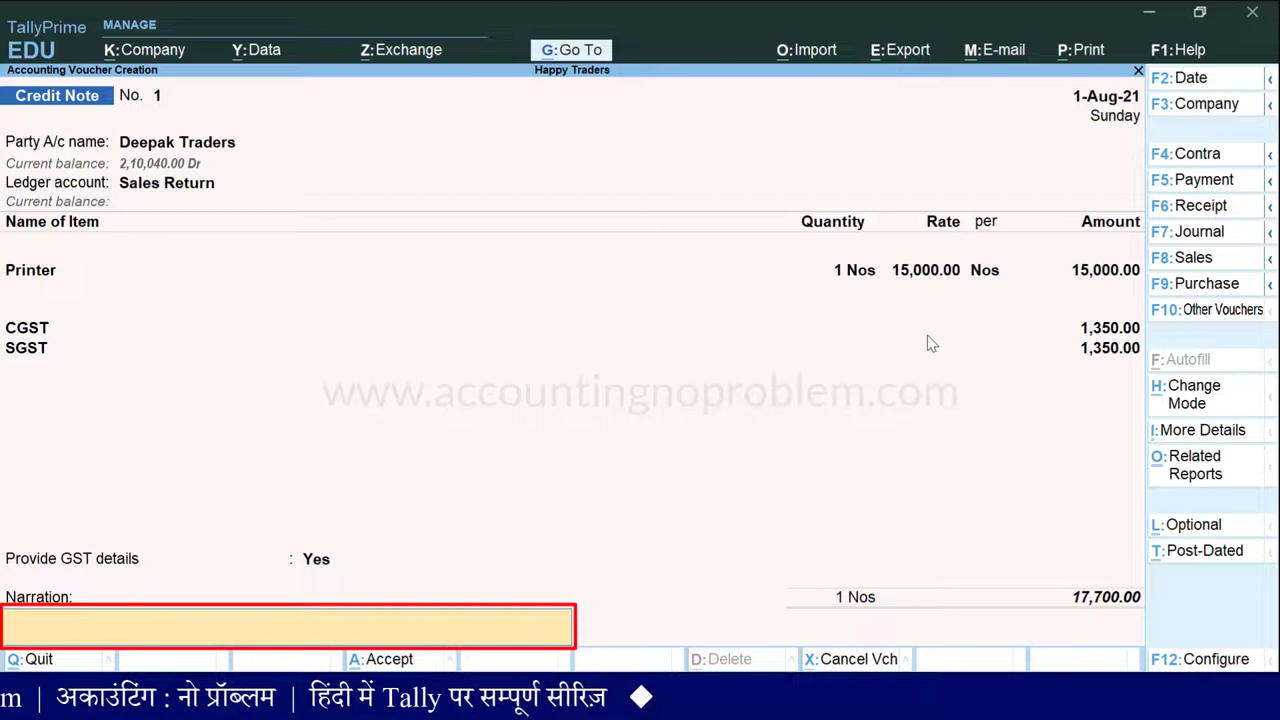 TallyPrime
EDU
MANAGE
K:Company Y:Data Z:Exchange G:Go To O:Import E:Export M:E-mail P:Print F1:Help
Accounting Voucher Creation Happy Traders
Credit Note No. 1 1-Aug-21
Sunday
Party A/c name: Deepak Traders
Current balance: 2,10,040.00 Dr
Ledger account: Sales Return
Current balance:
Name of Item Quantity Rate per Amount
Printer 1 Nos 15,000.00 Nos 15,000.00
CGST 1,350.00
SGST 1,350.00
www.accountingnoproblem.com
Provide GST details : Yes
Narration: 1 Nos 17,700.00
Q:Quit A:Accept D:Delete X:Cancel Vch F12:Configure
F2:Date
F3:Company
F4:Contra
F5:Payment
F6:Receipt
F7:Journal
F8:Sales
F9:Purchase
F10:Other Vouchers
F:Autofill
H:Change
Mode
I:More Details
O:Related
Reports
L:Optional
T:Post-Dated
m | अकाउंटिंग : नो प्रॉब्लम | हिंदी में Tally पर सम्पूर्ण सीरिज़